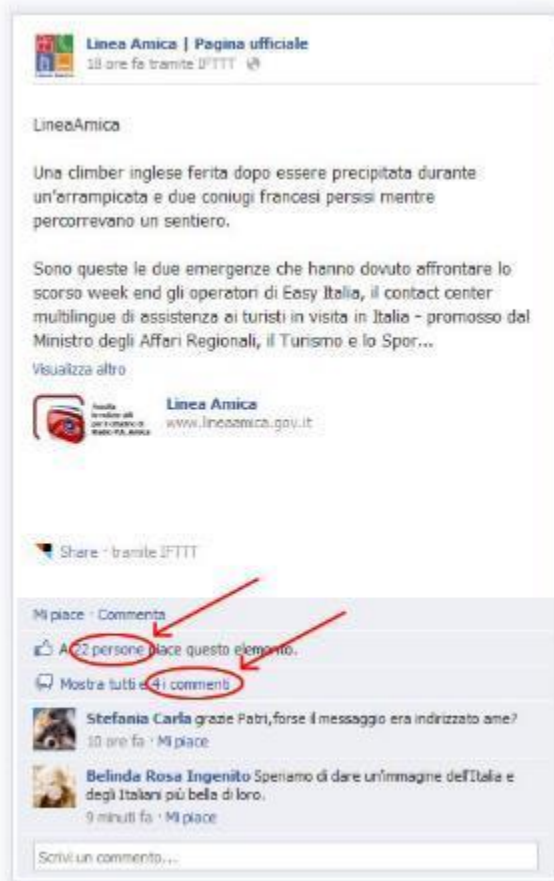 Linea Amica | Pagina ufficiale
18 ore fa tramite IFTTT
LineaAmica
Una climber inglese ferita dopo essere precipitata durante
un'arrampicata e due coniugi francesi persisi mentre
percorrevano un sentiero.
Sono queste le due emergenze che hanno dovuto affrontare lo
scorso week end gli operatori di Easy Italia, il contact center
multilingue di assistenza ai turisti in visita in Italia - promosso dal
Ministro degli Affari Regionali, il Turismo e lo Spor...
Visualizza altro
Linea Amica
www.lineaamica.gov.it
Share · tramite IFTTT
Mi piace · Commenta
A 22 persone piace questo elemento.
Mostra tutti e 4 i commenti
Stefania Carla grazie Patri,forse il messaggio era indirizzato ame?
10 ore fa · Mi piace
Belinda Rosa Ingenito Speriamo di dare un'immagine dell'Italia e
degli Italiani più bella di loro.
9 minuti fa · Mi piace
Scrivi un commento...